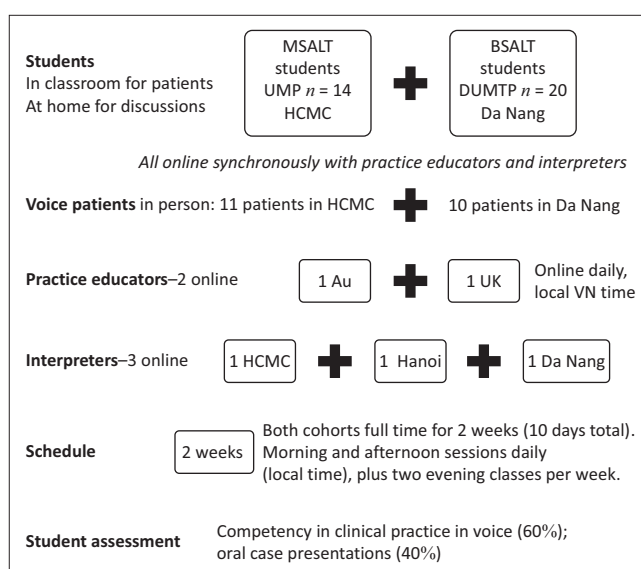 Students
In classroom for patients
At home for discussions
MSALT
students
UMP n = 14
HCMC
BSALT
students
DUMTP n = 20
Da Nang
All online synchronously with practice educators and interpreters
Voice patients in person: 11 patients in HCMC
10 patients in Da Nang
Practice educators–2 online
1 Au
1 UK
Online daily,
local VN time
Interpreters–3 online
1 HCMC
1 Hanoi
1 Da Nang
Schedule
2 weeks
Both cohorts full time for 2 weeks (10 days total).
Morning and afternoon sessions daily
(local time), plus two evening classes per week.
Student assessment
Competency in clinical practice in voice (60%);
oral case presentations (40%)